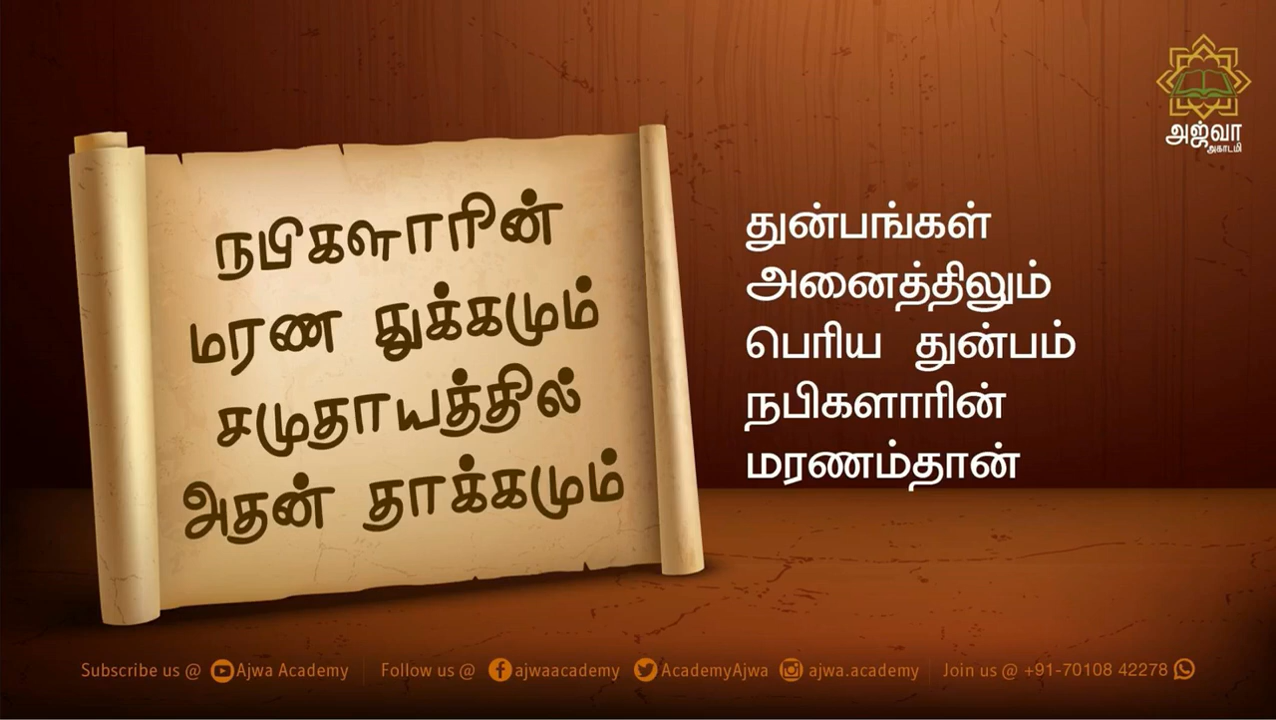 அஜ்வா
அகாடமி
நபிகளாரின்
மரண துக்கமும்
சமுதாயத்தில்
அதன் தாக்கமும்
துன்பங்கள்
அனைத்திலும்
பெரிய துன்பம்
நபிகளாரின்
மரணம்தான்
Subscribe us @ Ajwa Academy Follow us @ ajwaacademy AcademyAjwa ajwa.academy Join us @ +91-70108 42278